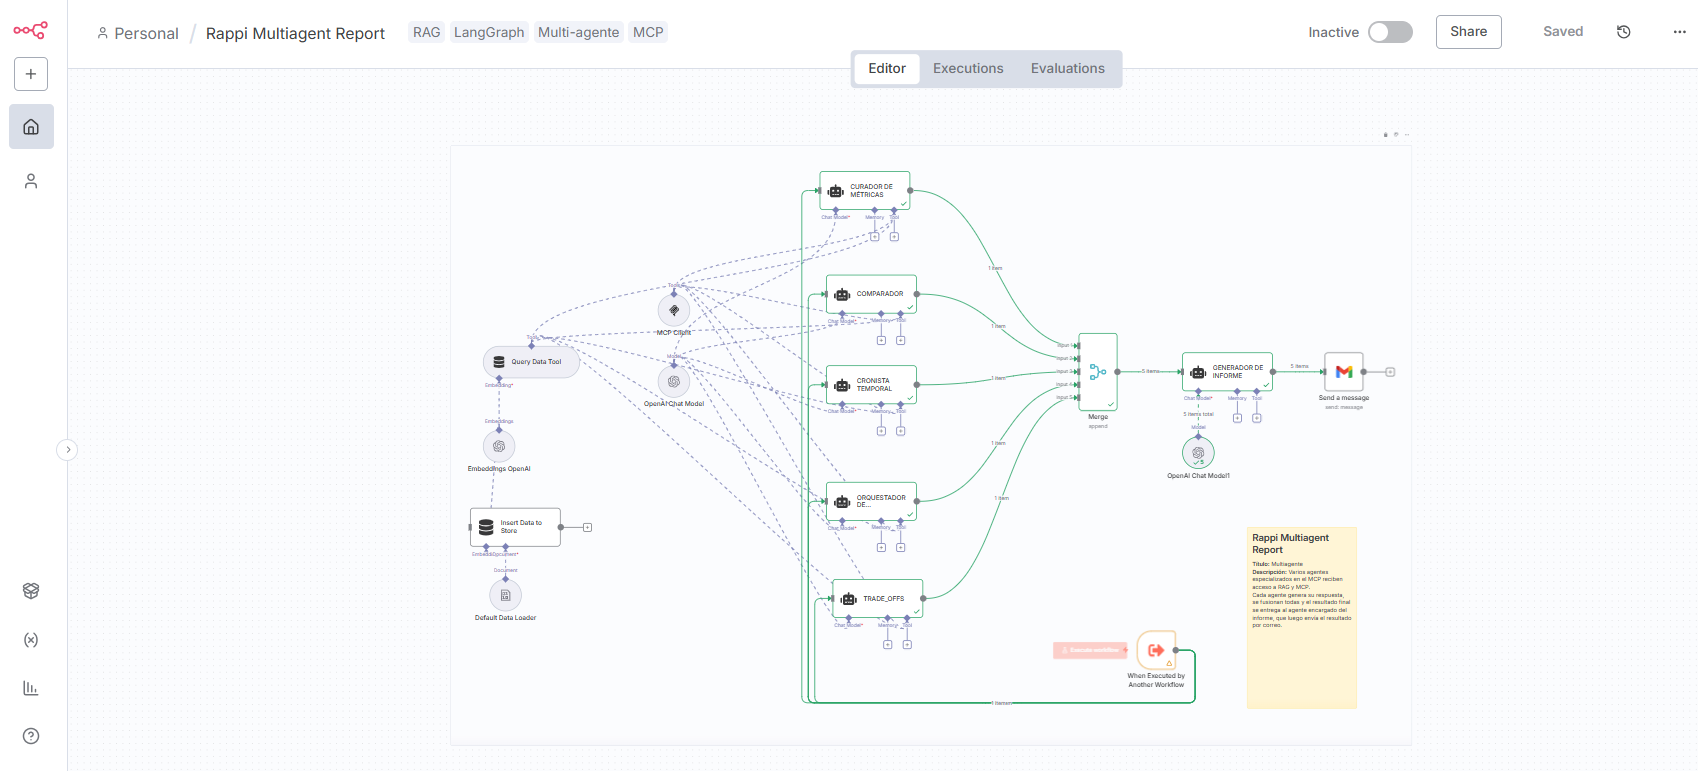 Personal / Rappi Multiagent Report RAG LangGraph Multi-agente MCP
Inactive Share Saved
Editor Executions Evaluations
CURADOR DE
MÉTRICAS
Chat Model* Memory Tool
1 item
Tools
MCP Client
COMPARADOR
Chat Model* Memory Tool
1 item
Tools
Query Data Tool
Embedding*
Model
OpenAI Chat Model
CRONISTA
TEMPORAL
Chat Model* Memory Tool
1 item
Input 1
Input 2
Input 3
Input 4
Input 5
Merge
append
5 items
GENERADOR DE
INFORME
Chat Model* Memory Tool
5 items total
Model
5
OpenAI Chat Model1
5 items
Send a message
send: message
Embeddings
Embeddings OpenAI
ORQUESTADOR
DE...
Chat Model* Memory Tool
1 item
Insert Data to
Store
Document*
Document
Default Data Loader
TRADE_OFFS
Chat Model* Memory Tool
1 item
Execute workflow
When Executed by
Another Workflow
Rappi Multiagent
Report
Título: Multiagente
Descripción: Varios agentes
especializados en el MCP reciben
acceso a RAG y MCP.
Cada agente genera su respuesta,
se fusionan todas y el resultado final
se entrega al agente encargado del
informe, que luego envía el resultado
por correo.